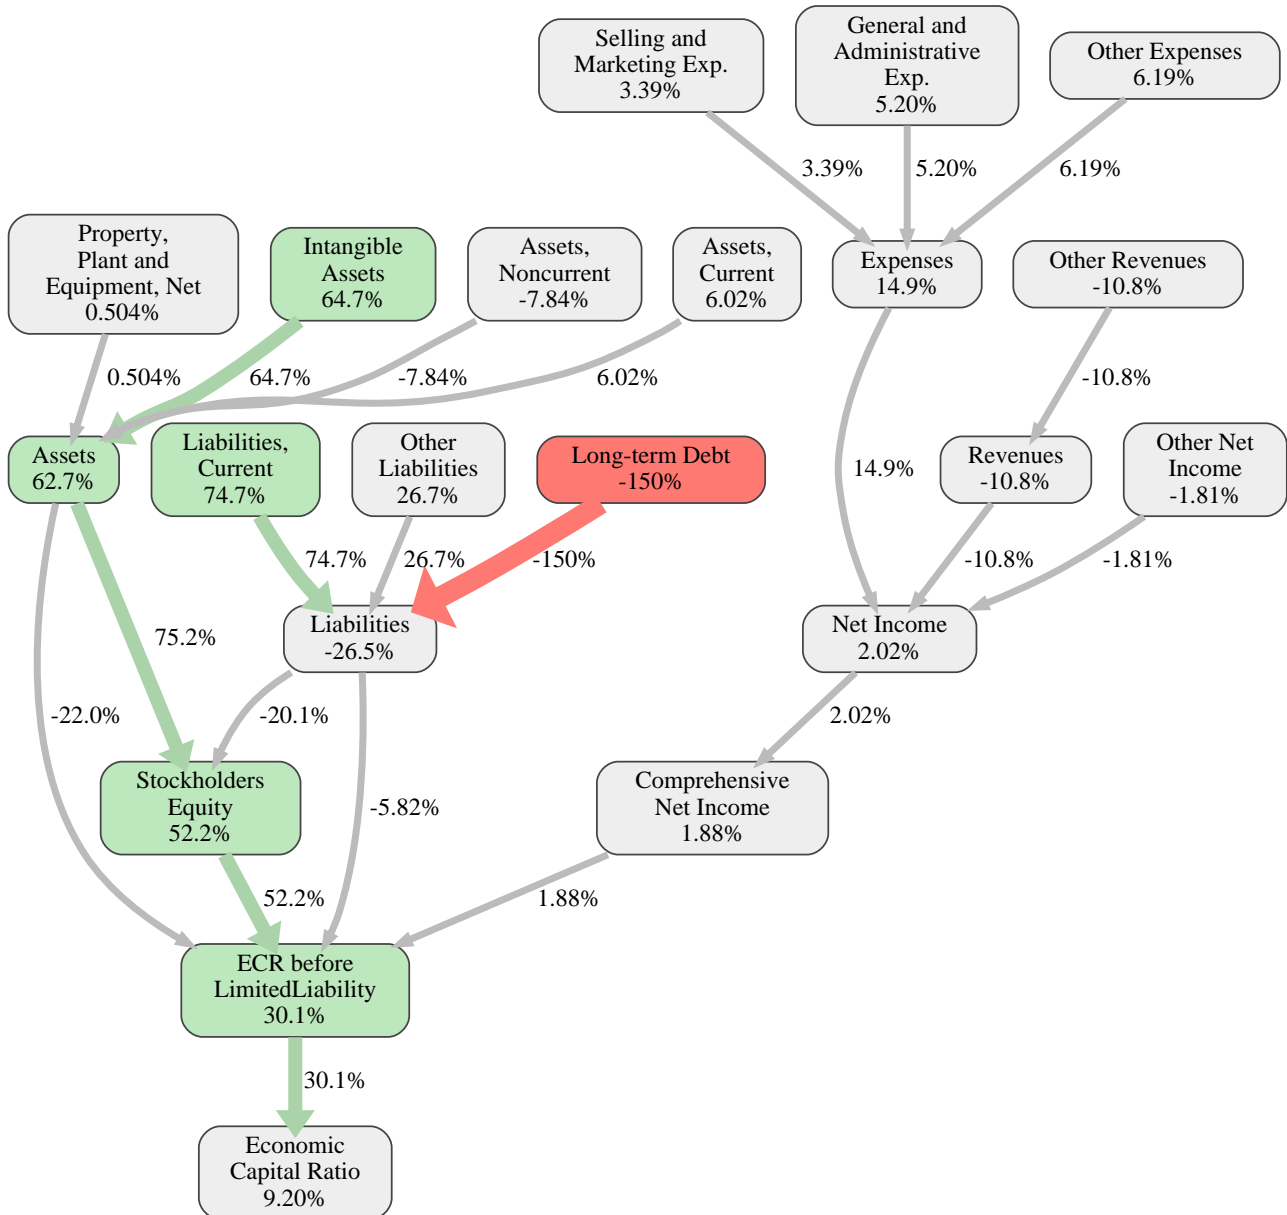 Selling and
Marketing Exp.
3.39%
General and
Administrative
Exp.
5.20%
Other Expenses
6.19%
3.39%
5.20%
6.19%
Property,
Plant and
Equipment, Net
0.504%
Intangible
Assets
64.7%
Assets,
Noncurrent
-7.84%
Assets,
Current
6.02%
Expenses
14.9%
Other Revenues
-10.8%
0.504%
64.7%
-7.84%
6.02%
-10.8%
Assets
62.7%
Liabilities,
Current
74.7%
Other
Liabilities
26.7%
Long-term Debt
-150%
14.9%
Revenues
-10.8%
Other Net
Income
-1.81%
74.7%
26.7%
-150%
-10.8%
-1.81%
75.2%
Liabilities
-26.5%
Net Income
2.02%
-22.0%
-20.1%
2.02%
Stockholders
Equity
52.2%
-5.82%
Comprehensive
Net Income
1.88%
52.2%
1.88%
ECR before
LimitedLiability
30.1%
30.1%
Economic
Capital Ratio
9.20%